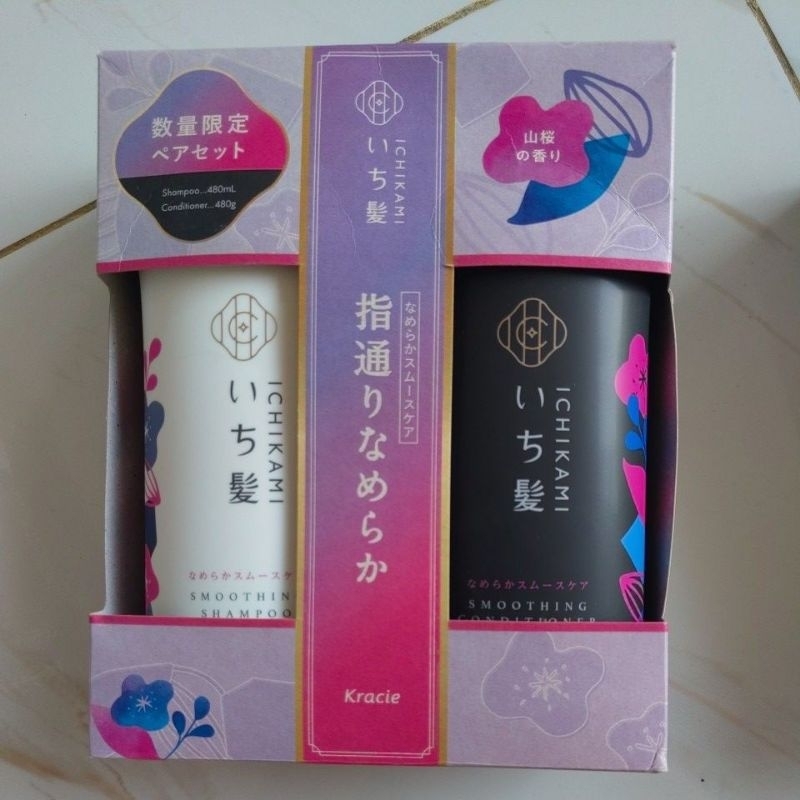 数量限定
ペアセット
Shampoo...480mL
Conditioner...480g
いち髪
ICHIKAMI
なめらかスムースケア
指通りなめらか
Kracie
山桜
の香り
いち髪
ICHIKAMI
なめらかスムースケ
SMOOTHIN
SHAMPOO
いち髪
ICHIKAMI
なめらかスムースケア
SMOOTHING
CONDITIONER